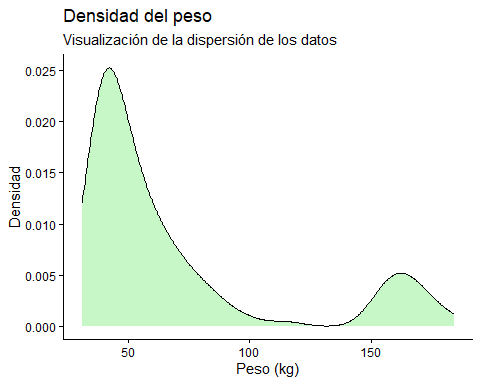 Densidad del peso
Visualización de la dispersión de los datos
0.025
0.020
0.015
0.010
0.005
0.000
Densidad
50
100
150
Peso (kg)